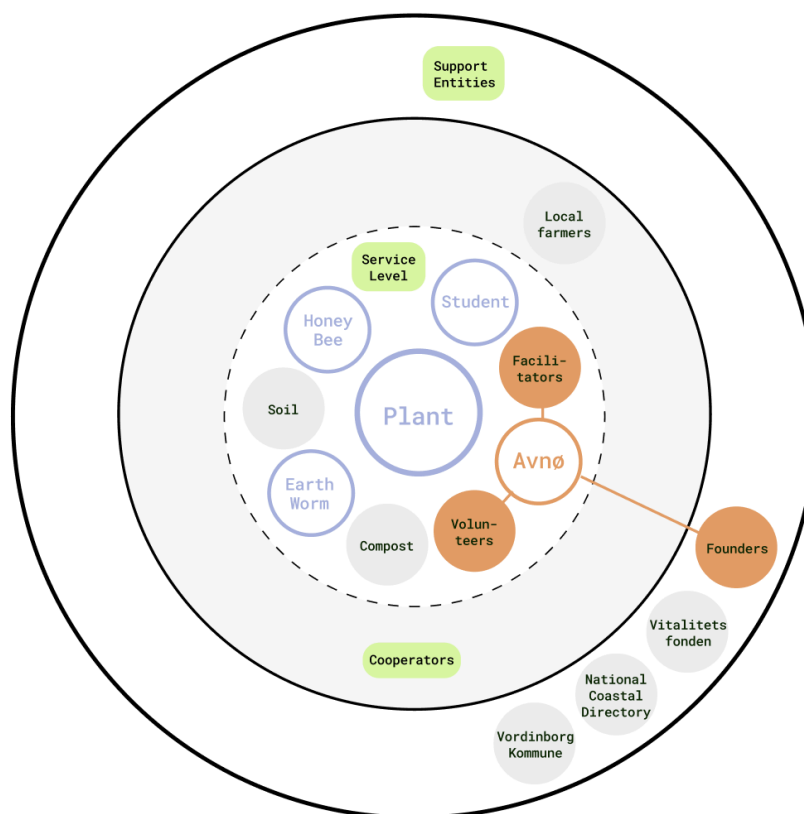 Support
Entities
Local
farmers
Service
Level
Student
Honey
Bee
Facili-
tators
Soil
Plant
Avnø
Earth
Worm
Volun-
teers
Compost
Founders
Vitalitets
fonden
Cooperators
National
Coastal
Directory
Vordinborg
Kommune